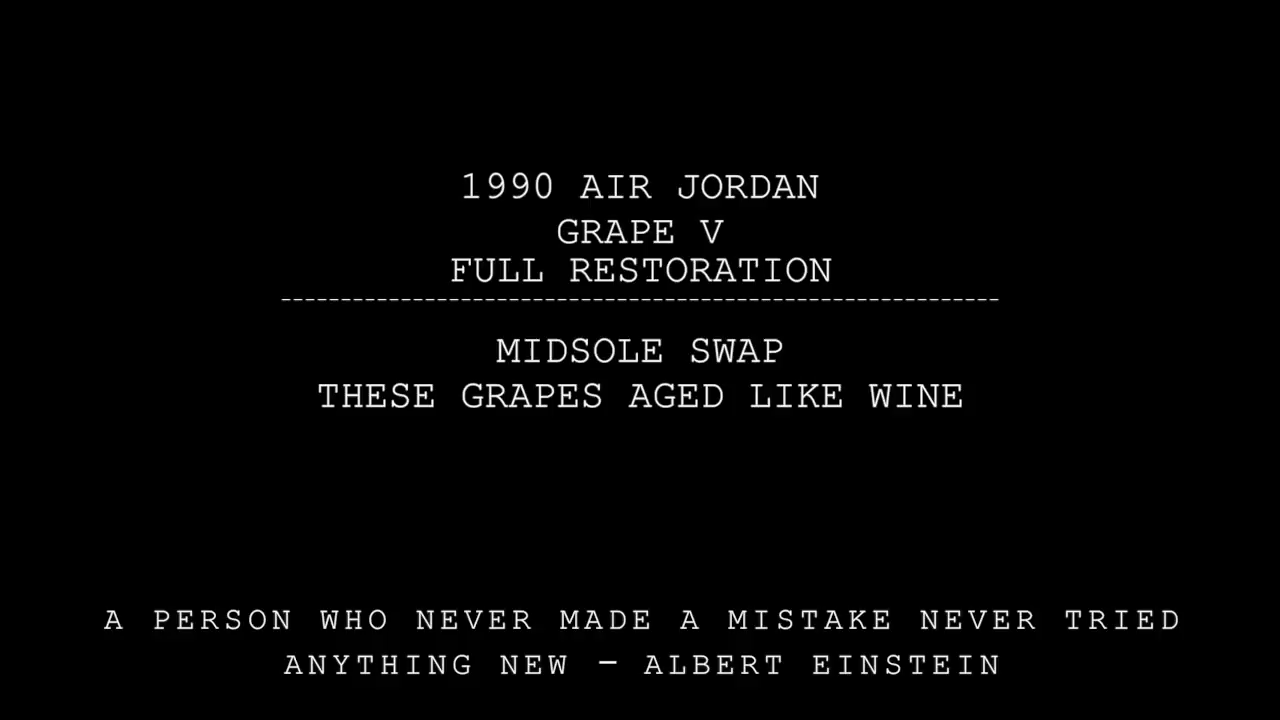 1990 AIR JORDAN
GRAPE V
FULL RESTORATION
------------------------------------------------------------
MIDSOLE SWAP
THESE GRAPES AGED LIKE WINE
A PERSON WHO NEVER MADE A MISTAKE NEVER TRIED
ANYTHING NEW – ALBERT EINSTEIN